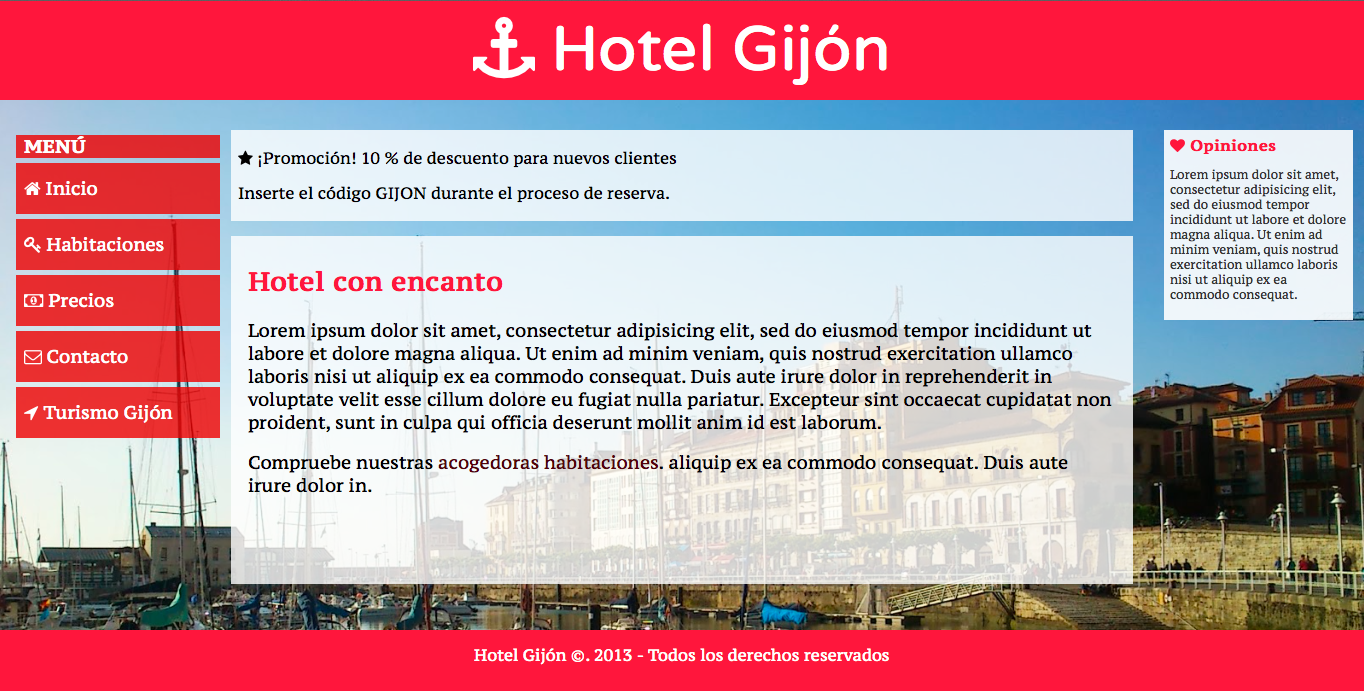 Hotel Gijón
MENÚ
Inicio
Habitaciones
Precios
Contacto
Turismo Gijón
¡Promoción! 10 % de descuento para nuevos clientes
Inserte el código GIJON durante el proceso de reserva.
Hotel con encanto
Lorem ipsum dolor sit amet, consectetur adipisicing elit, sed do eiusmod tempor incididunt ut
labore et dolore magna aliqua. Ut enim ad minim veniam, quis nostrud exercitation ullamco
laboris nisi ut aliquip ex ea commodo consequat. Duis aute irure dolor in reprehenderit in
voluptate velit esse cillum dolore eu fugiat nulla pariatur. Excepteur sint occaecat cupidatat non
proident, sunt in culpa qui officia deserunt mollit anim id est laborum.
Compruebe nuestras acogedoras habitaciones. aliquip ex ea commodo consequat. Duis aute
irure dolor in.
Opiniones
Lorem ipsum dolor sit amet,
consectetur adipisicing elit,
sed do eiusmod tempor
incididunt ut labore et dolore
magna aliqua. Ut enim ad
minim veniam, quis nostrud
exercitation ullamco laboris
nisi ut aliquip ex ea
commodo consequat.
Hotel Gijón ©. 2013 - Todos los derechos reservados